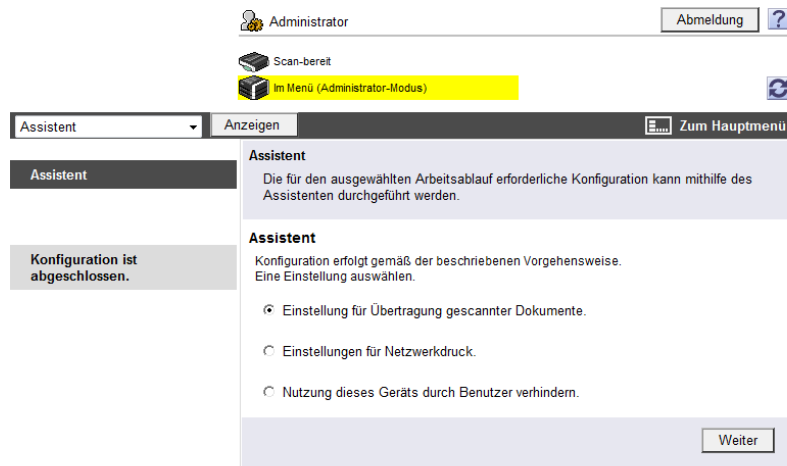 Administrator
Abmeldung
?
Scan-bereit
Im Menü (Administrator-Modus)
Assistent
Anzeigen
Zum Hauptmenü
Assistent
Assistent
Die für den ausgewählten Arbeitsablauf erforderliche Konfiguration kann mithilfe des
Assistenten durchgeführt werden.
Konfiguration ist
abgeschlossen.
Assistent
Konfiguration erfolgt gemäß der beschriebenen Vorgehensweise.
Eine Einstellung auswählen.
Einstellung für Übertragung gescannter Dokumente.
Einstellungen für Netzwerkdruck.
Nutzung dieses Geräts durch Benutzer verhindern.
Weiter